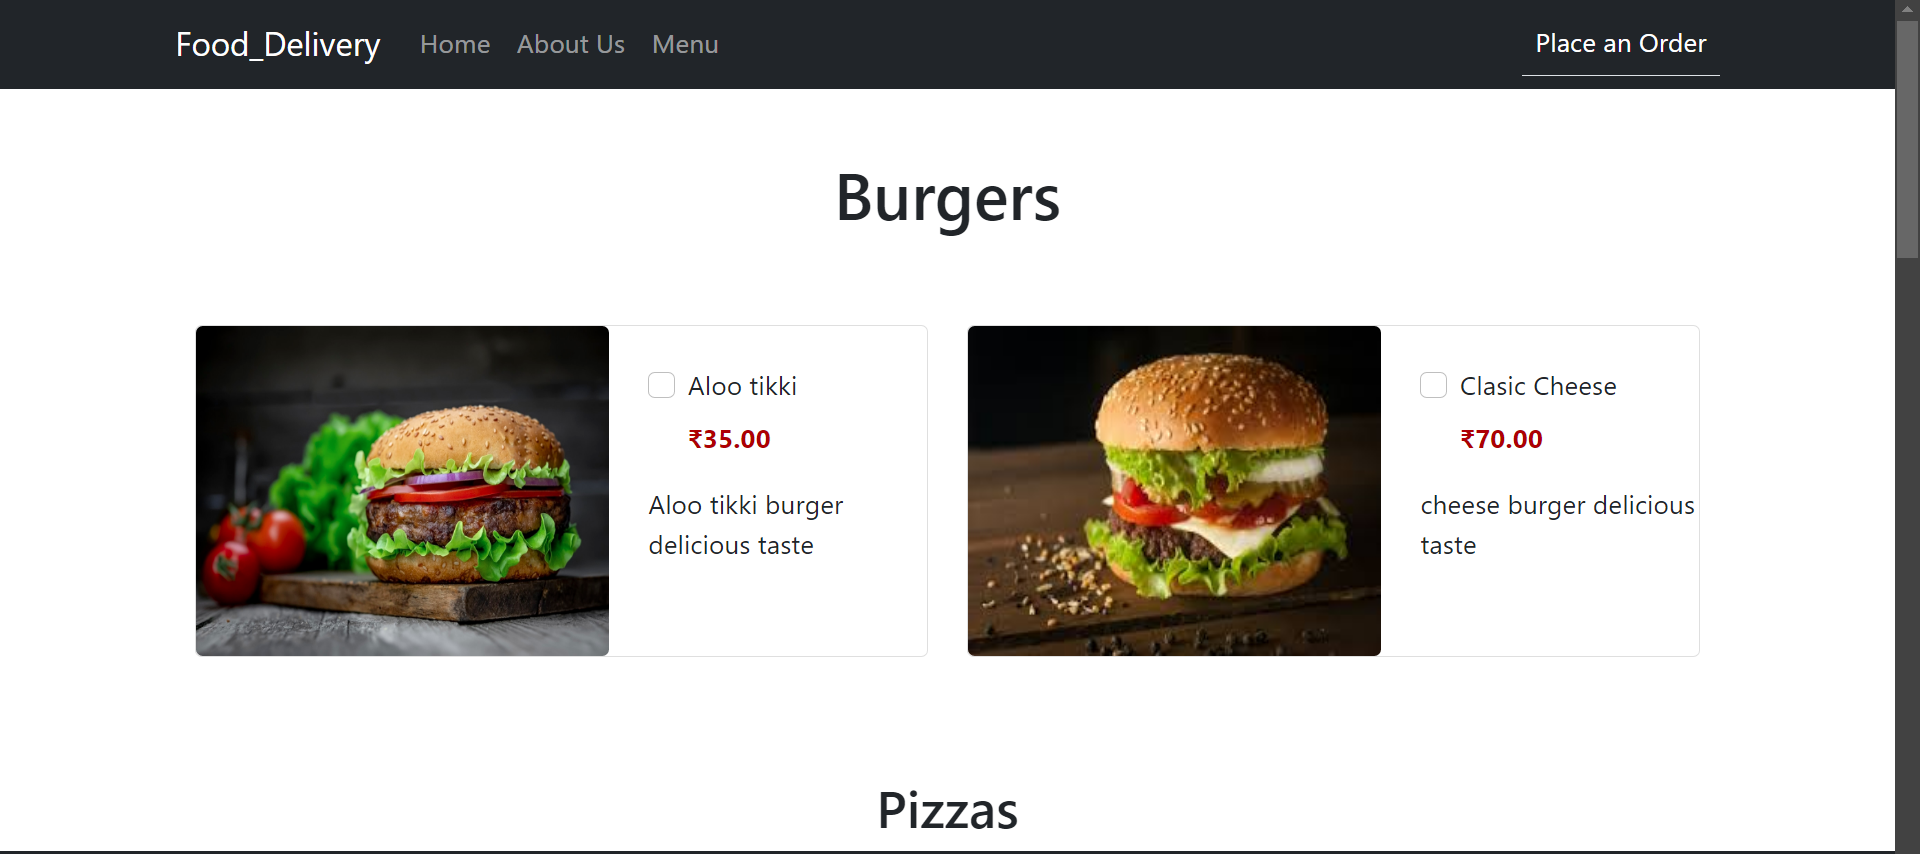 Food_Delivery Home About Us Menu Place an Order
Burgers
Aloo tikki
₹35.00
Aloo tikki burger
delicious taste
Clasic Cheese
₹70.00
cheese burger delicious
taste
Pizzas